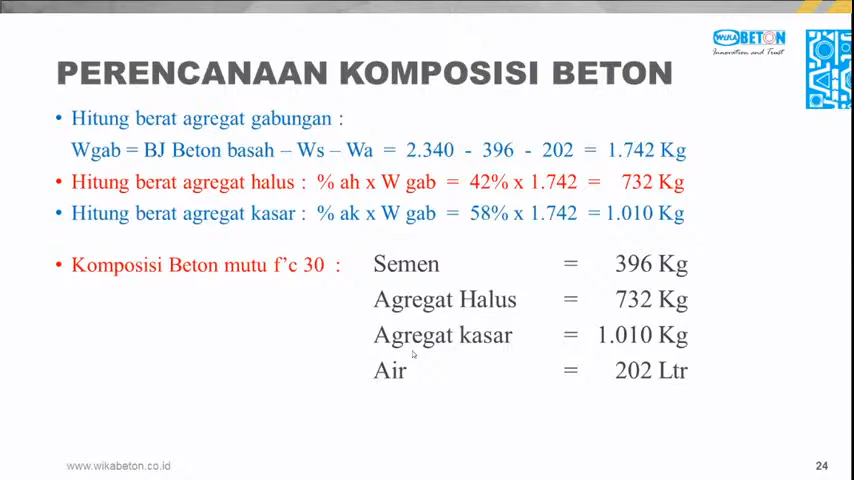 WIKA BETON
Innovation and Trust
PERENCANAAN KOMPOSISI BETON
• Hitung berat agregat gabungan :
Wgab = BJ Beton basah – Ws – Wa = 2.340 - 396 - 202 = 1.742 Kg
• Hitung berat agregat halus : % ah x W gab = 42% x 1.742 = 732 Kg
• Hitung berat agregat kasar : % ak x W gab = 58% x 1.742 = 1.010 Kg
• Komposisi Beton mutu f’c 30 : Semen = 396 Kg
Agregat Halus = 732 Kg
Agregat kasar = 1.010 Kg
Air = 202 Ltr
www.wikabeton.co.id 24